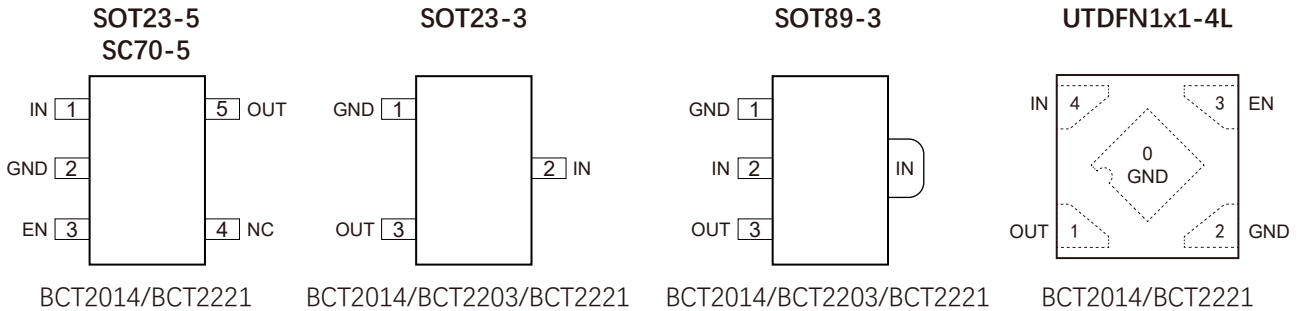 SOT23-5
SC70-5
IN 1
5 OUT
GND 2
EN 3
4 NC
BCT2014/BCT2221
SOT23-3
GND 1
2 IN
OUT 3
BCT2014/BCT2203/BCT2221
SOT89-3
GND 1
IN 2
IN
OUT 3
BCT2014/BCT2203/BCT2221
UTDFN1x1-4L
IN 4
3 EN
0
GND
OUT 1
2 GND
BCT2014/BCT2221